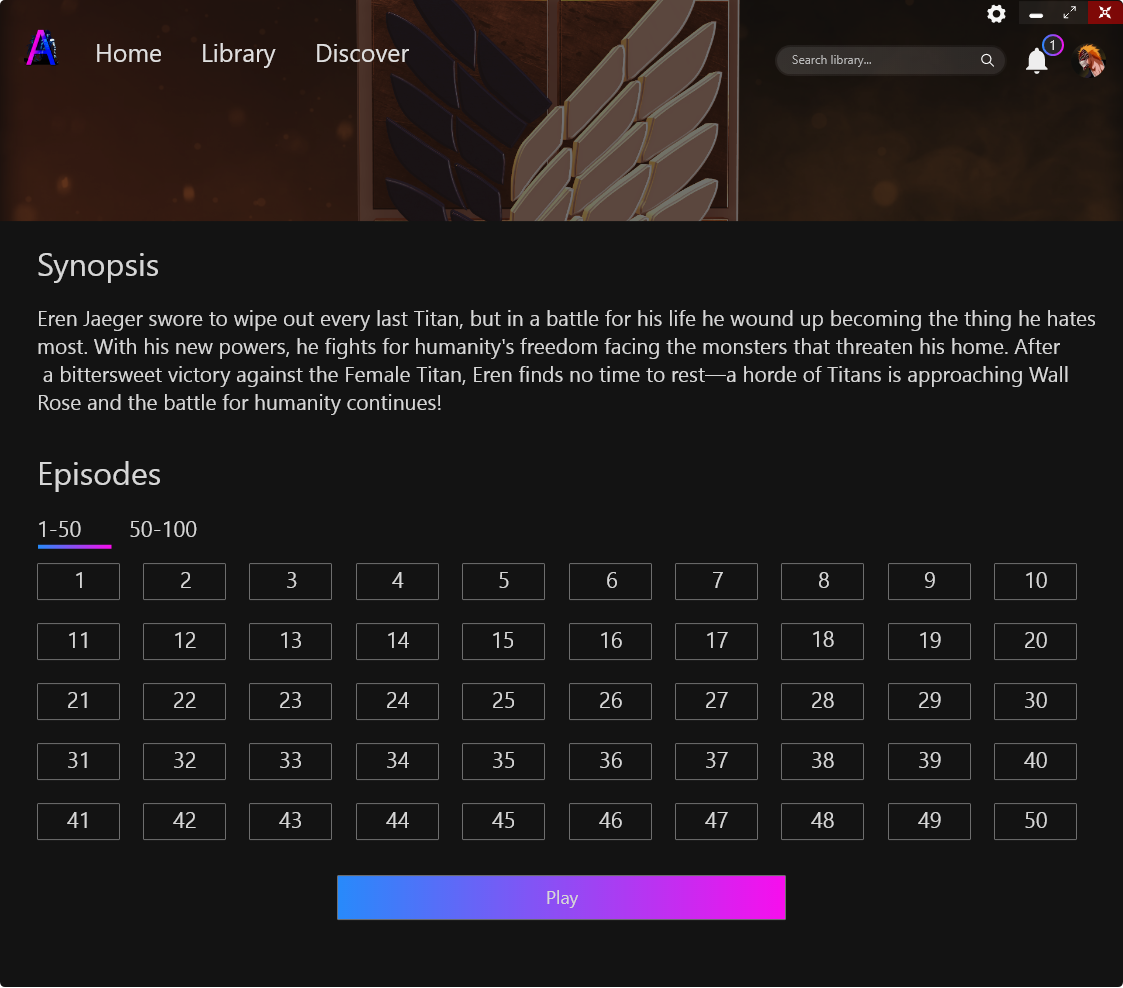 A Home Library Discover Search library... 1
Synopsis
Eren Jaeger swore to wipe out every last Titan, but in a battle for his life he wound up becoming the thing he hates
most. With his new powers, he fights for humanity's freedom facing the monsters that threaten his home. After
a bittersweet victory against the Female Titan, Eren finds no time to rest—a horde of Titans is approaching Wall
Rose and the battle for humanity continues!
Episodes
1-50 50-100
1 2 3 4 5 6 7 8 9 10
11 12 13 14 15 16 17 18 19 20
21 22 23 24 25 26 27 28 29 30
31 32 33 34 35 36 37 38 39 40
41 42 43 44 45 46 47 48 49 50
Play